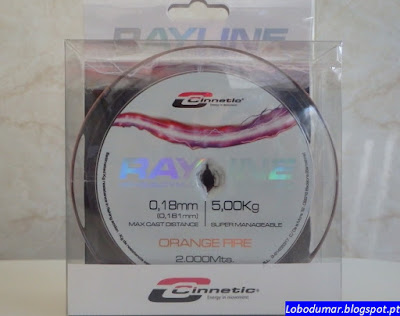 RAYLINE
Cinnetic®
RAYLINE
0,18mm
(0,181mm)
MAX CAST DISTANCE
5,00Kg
SUPER MANAGEABLE
ORANGE FIRE
2.000Mts.
Cinnetic®
Energy in movement.
Lobodumar.blogspot.pt